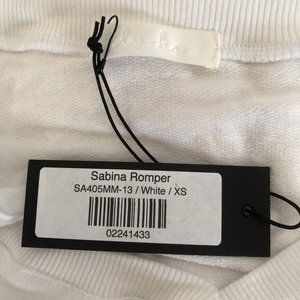 Sabina Romper
SA405MM-13 / White / XS
02241433